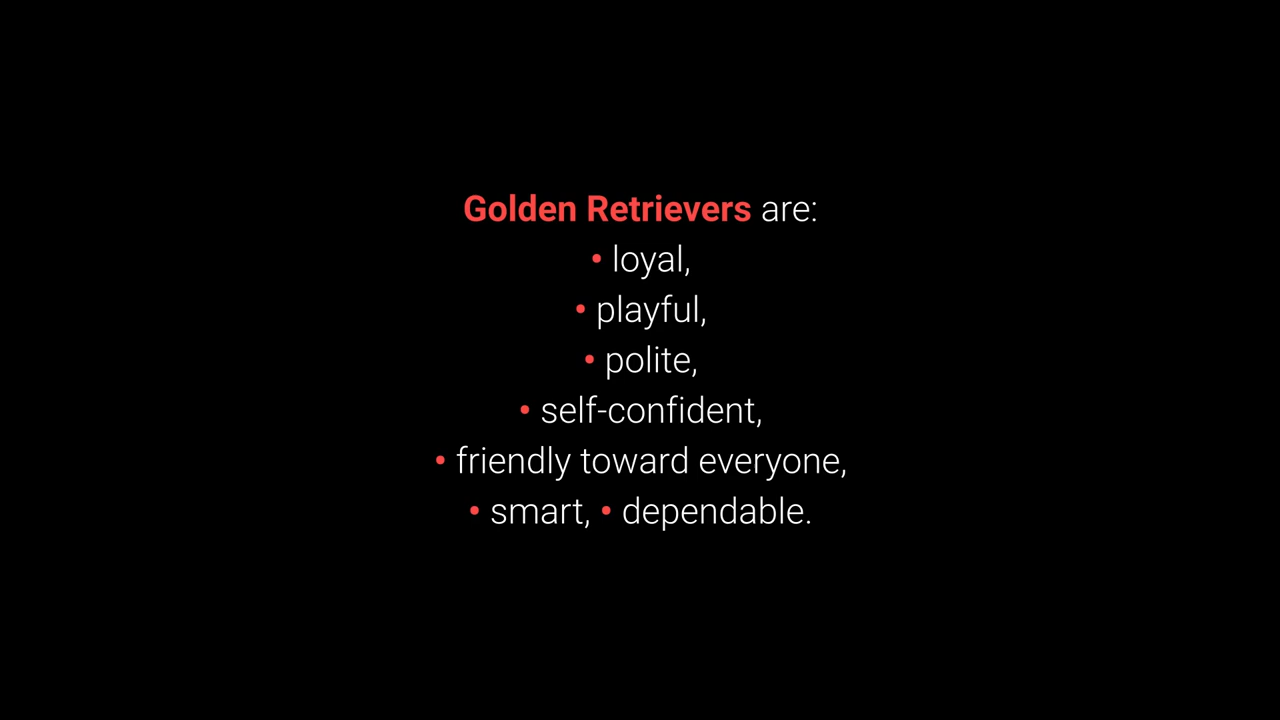 Golden Retrievers are:
• loyal,
• playful,
• polite,
• self-confident,
• friendly toward everyone,
• smart, • dependable.